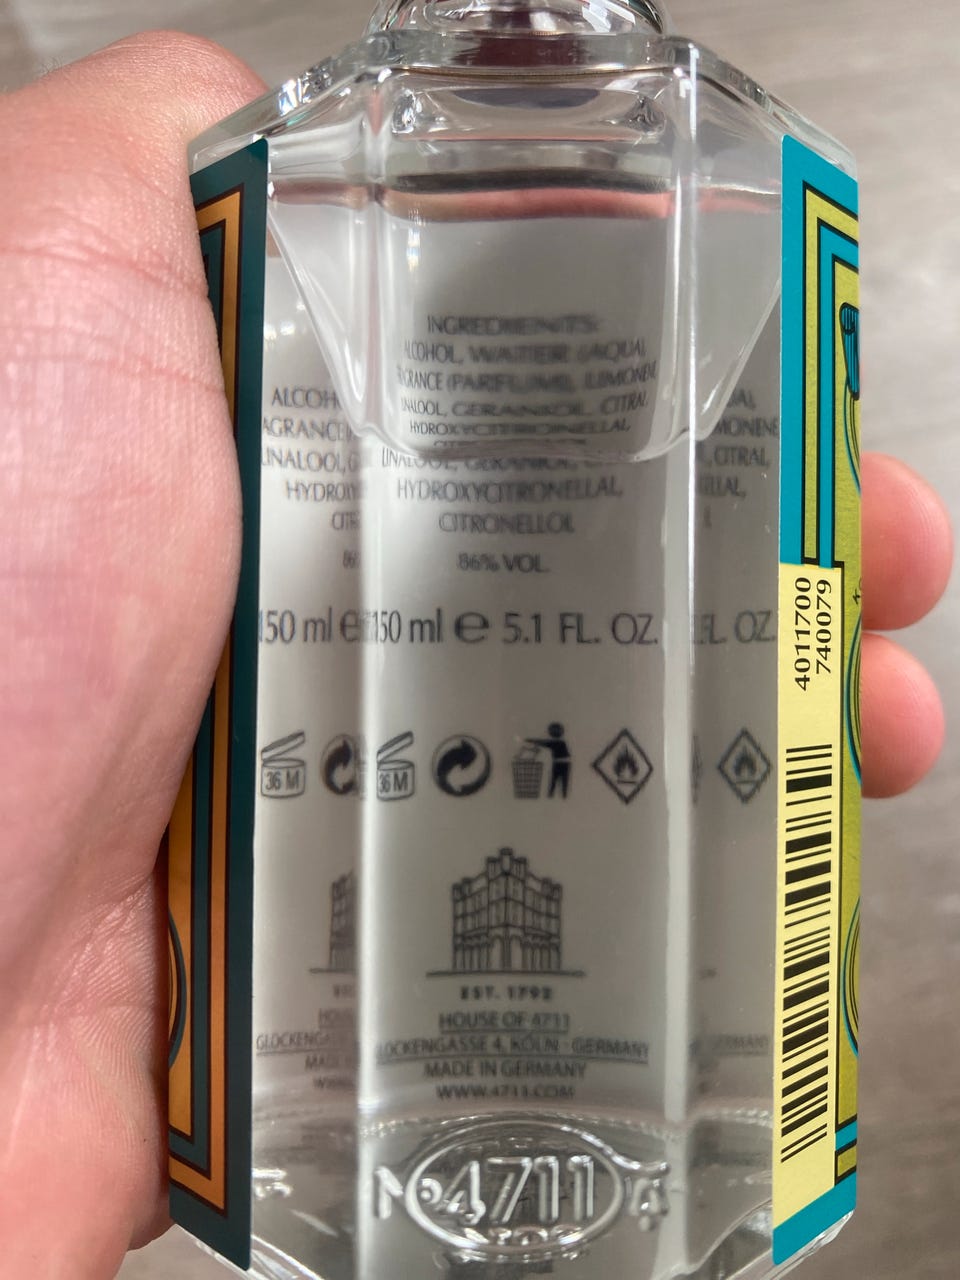 INGREDIENTS:
ALCOHOL, WATER (AQUA),
FRAGRANCE (PARFUM), LIMONENE
LINALOOL, GERANIOL, CITRAL,
HYDROXYCITRONELLAL,
CITRONELLOL
86% VOL.
150 ml e 5.1 FL. OZ.
36 M
EST. 1792
HOUSE OF 4711
GLOCKENGASSE 4, KÖLN - GERMANY
MADE IN GERMANY
WWW.4711.COM
No 4711
4011700
740079